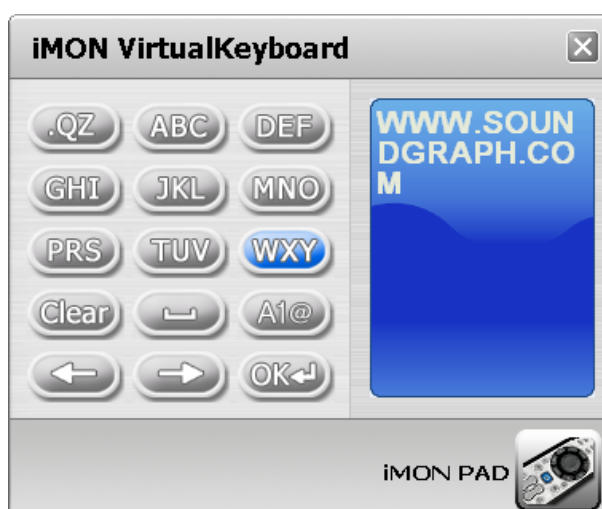 iMON VirtualKeyboard
.QZ ABC DEF
GHI JKL MNO
PRS TUV WXY
Clear A1@
OK
WWW.SOUN
DGRAPH.CO
M
iMON PAD